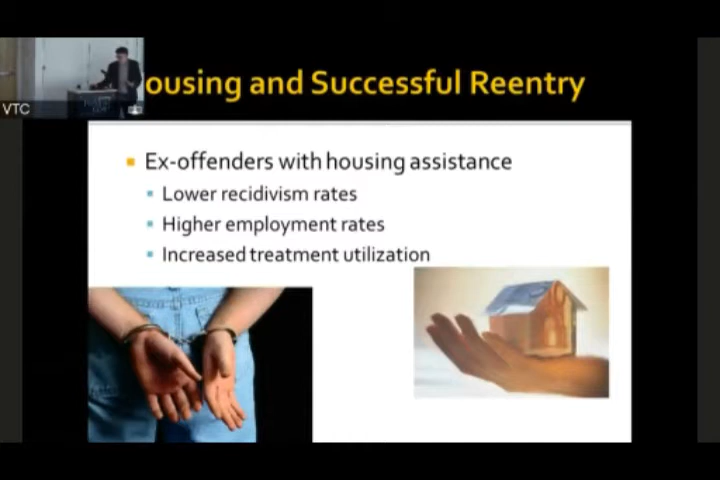 ousing and Successful Reentry
VTC
Ex-offenders with housing assistance
Lower recidivism rates
Higher employment rates
Increased treatment utilization